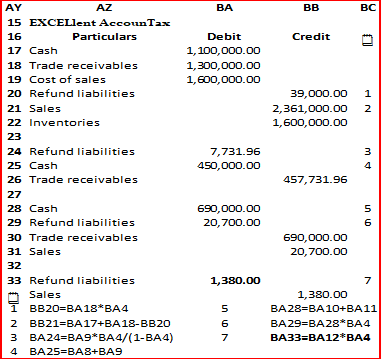 AY AZ BA BB BC
15 EXCELlent AccounTax
16 Particulars Debit Credit
17 Cash 1,100,000.00
18 Trade receivables 1,300,000.00
19 Cost of sales 1,600,000.00
20 Refund liabilities 39,000.00 1
21 Sales 2,361,000.00 2
22 Inventories 1,600,000.00
23
24 Refund liabilities 7,731.96 3
25 Cash 450,000.00 4
26 Trade receivables 457,731.96
27
28 Cash 690,000.00 5
29 Refund liabilities 20,700.00 6
30 Trade receivables 690,000.00
31 Sales 20,700.00
32
33 Refund liabilities 1,380.00 7
Sales 1,380.00
1 BB20=BA18*BA4 5 BA28=BA10+BA11
2 BB21=BA17+BA18-BB20 6 BA29=BA28*BA4
3 BA24=BA9*BA4/(1-BA4) 7 BA33=BA12*BA4
4 BA25=BA8+BA9